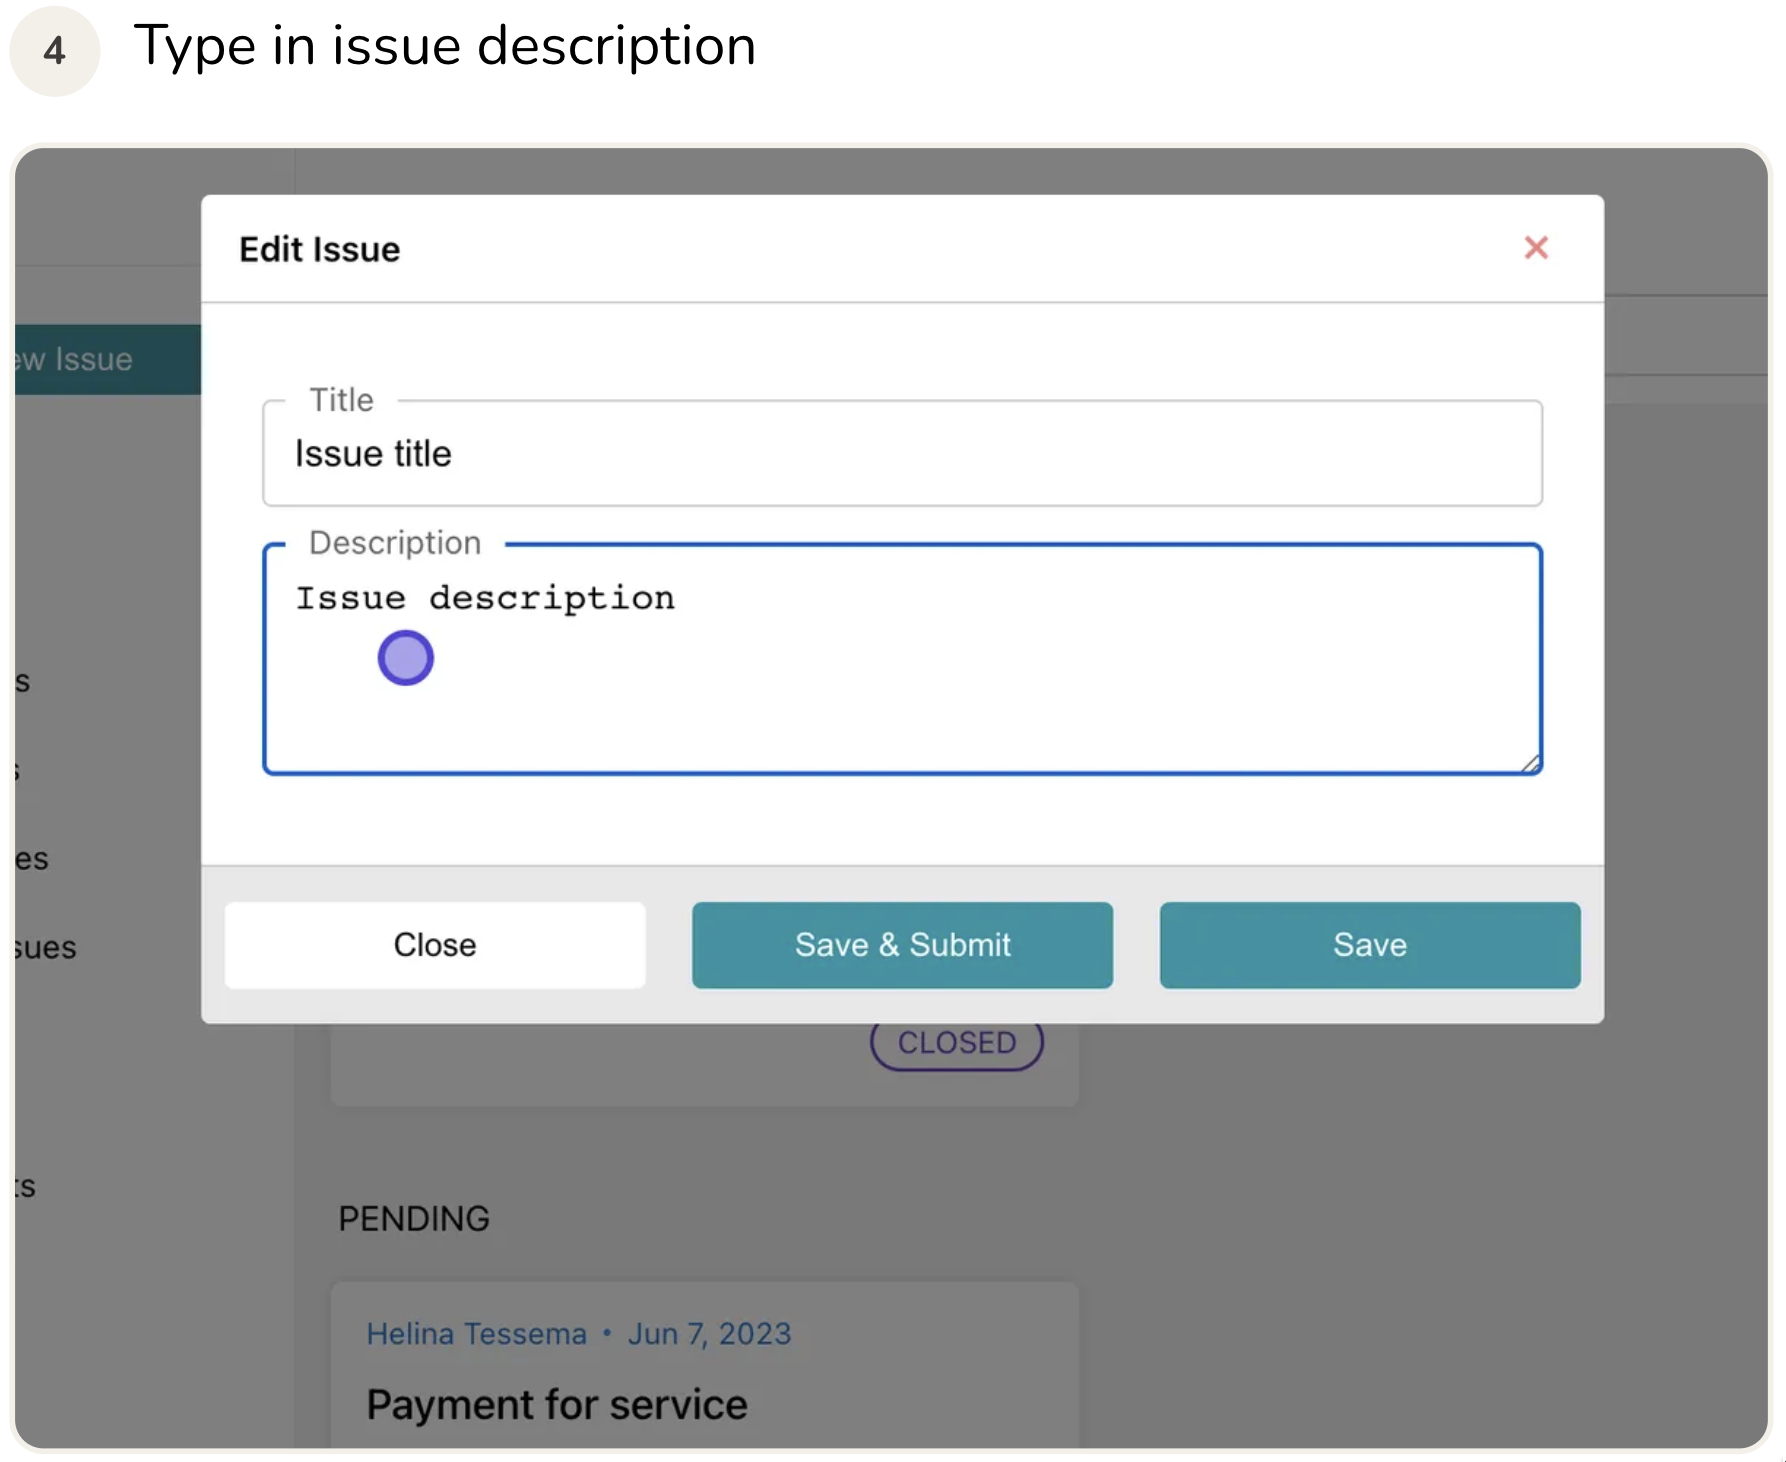 4 Type in issue description
Edit Issue
ew Issue
Title
Issue title
Description
Issue description
s
s
es
sues
Close
Save & Submit
Save
CLOSED
ts
PENDING
Helina Tessema • Jun 7, 2023
Payment for service